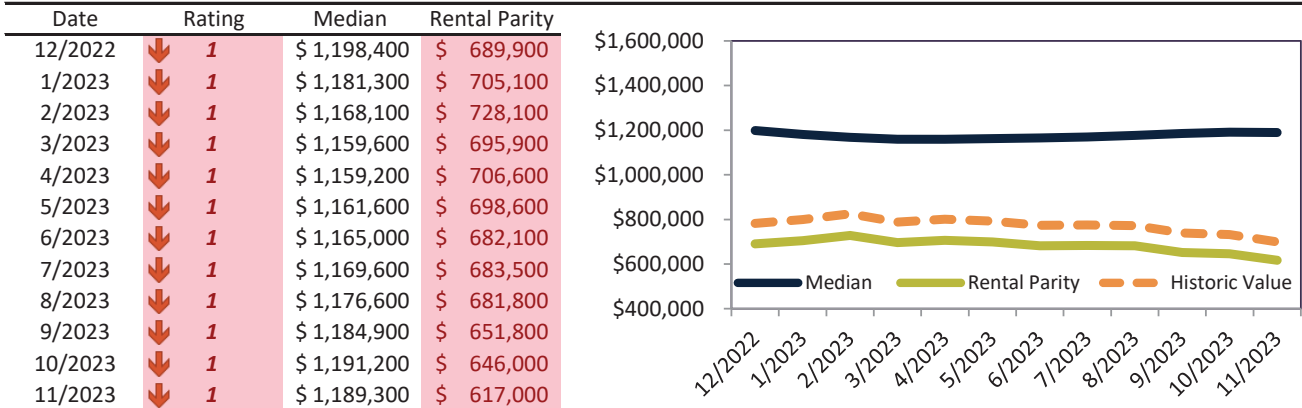 Date Rating Median Rental Parity
12/2022 1 $ 1,198,400 $ 689,900
1/2023 1 $ 1,181,300 $ 705,100
2/2023 1 $ 1,168,100 $ 728,100
3/2023 1 $ 1,159,600 $ 695,900
4/2023 1 $ 1,159,200 $ 706,600
5/2023 1 $ 1,161,600 $ 698,600
6/2023 1 $ 1,165,000 $ 682,100
7/2023 1 $ 1,169,600 $ 683,500
8/2023 1 $ 1,176,600 $ 681,800
9/2023 1 $ 1,184,900 $ 651,800
10/2023 1 $ 1,191,200 $ 646,000
11/2023 1 $ 1,189,300 $ 617,000
$1,600,000
$1,400,000
$1,200,000
$1,000,000
$800,000
$600,000
$400,000
Median Rental Parity Historic Value
12/2022 1/2023 2/2023 3/2023 4/2023 5/2023 6/2023 7/2023 8/2023 9/2023 10/2023 11/2023